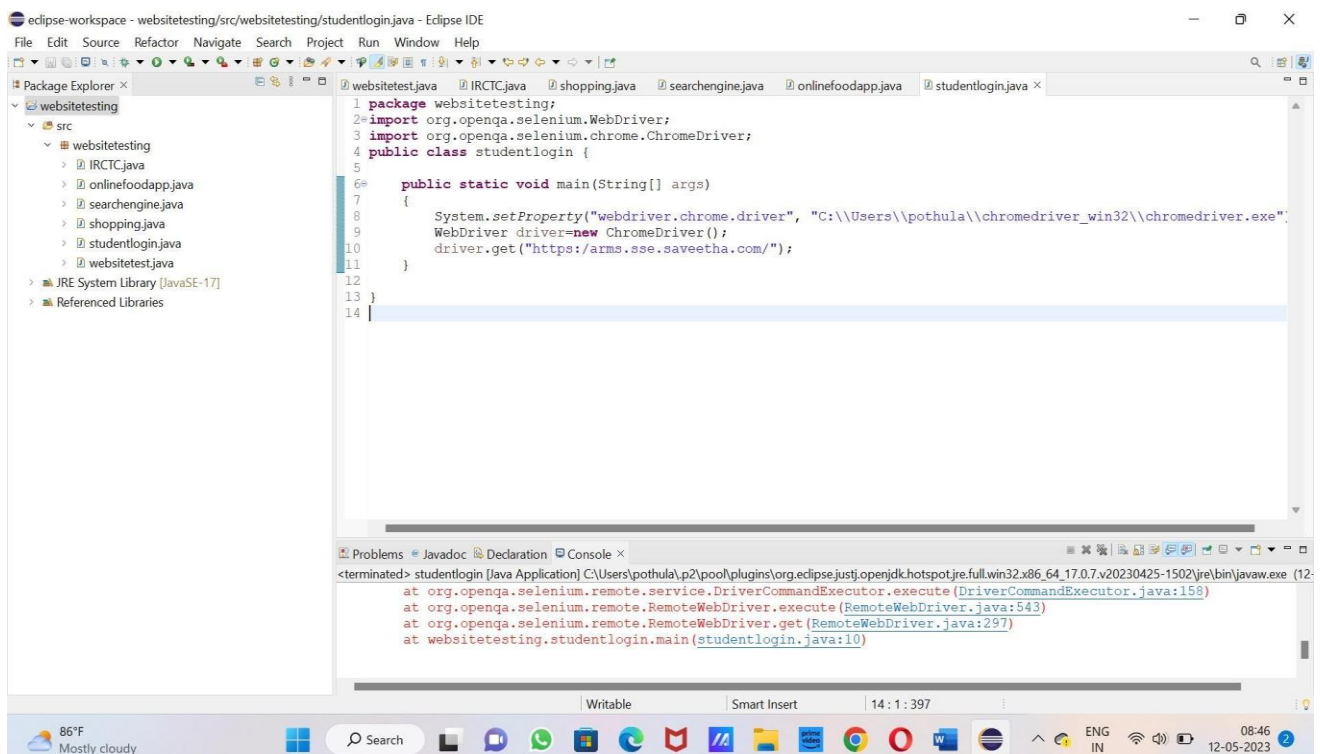 eclipse-workspace - websitetesting/src/websitetesting/studentlogin.java - Eclipse IDE
File Edit Source Refactor Navigate Search Project Run Window Help
Package Explorer
websitetesting
src
websitetesting
IRCTC.java
onlinefoodapp.java
searchengine.java
shopping.java
studentlogin.java
websitetest.java
JRE System Library [JavaSE-17]
Referenced Libraries
websitetest.java IRCTC.java shopping.java searchengine.java onlinefoodapp.java studentlogin.java
1 package websitetesting;
2 import org.openqa.selenium.WebDriver;
3 import org.openqa.selenium.chrome.ChromeDriver;
4 public class studentlogin {
5
6 public static void main(String[] args)
7 {
8 System.setProperty("webdriver.chrome.driver", "C:\\Users\\pothula\\chromedriver_win32\\chromedriver.exe")
9 WebDriver driver=new ChromeDriver();
10 driver.get("https:/arms.sse.saveetha.com/");
11 }
12
13 }
14
Problems Javadoc Declaration Console
<terminated> studentlogin [Java Application] C:\Users\pothula\.p2\pool\plugins\org.eclipse.justj.openjdk.hotspot.jre.full.win32.x86_64_17.0.7.v20230425-1502\jre\bin\javaw.exe (12-
at org.openqa.selenium.remote.service.DriverCommandExecutor.execute(DriverCommandExecutor.java:158)
at org.openqa.selenium.remote.RemoteWebDriver.execute(RemoteWebDriver.java:543)
at org.openqa.selenium.remote.RemoteWebDriver.get(RemoteWebDriver.java:297)
at websitetesting.studentlogin.main(studentlogin.java:10)
Writable Smart Insert 14 : 1 : 397
86°F
Mostly cloudy
Search
prime video
W
ENG
IN
08:46
12-05-2023
2